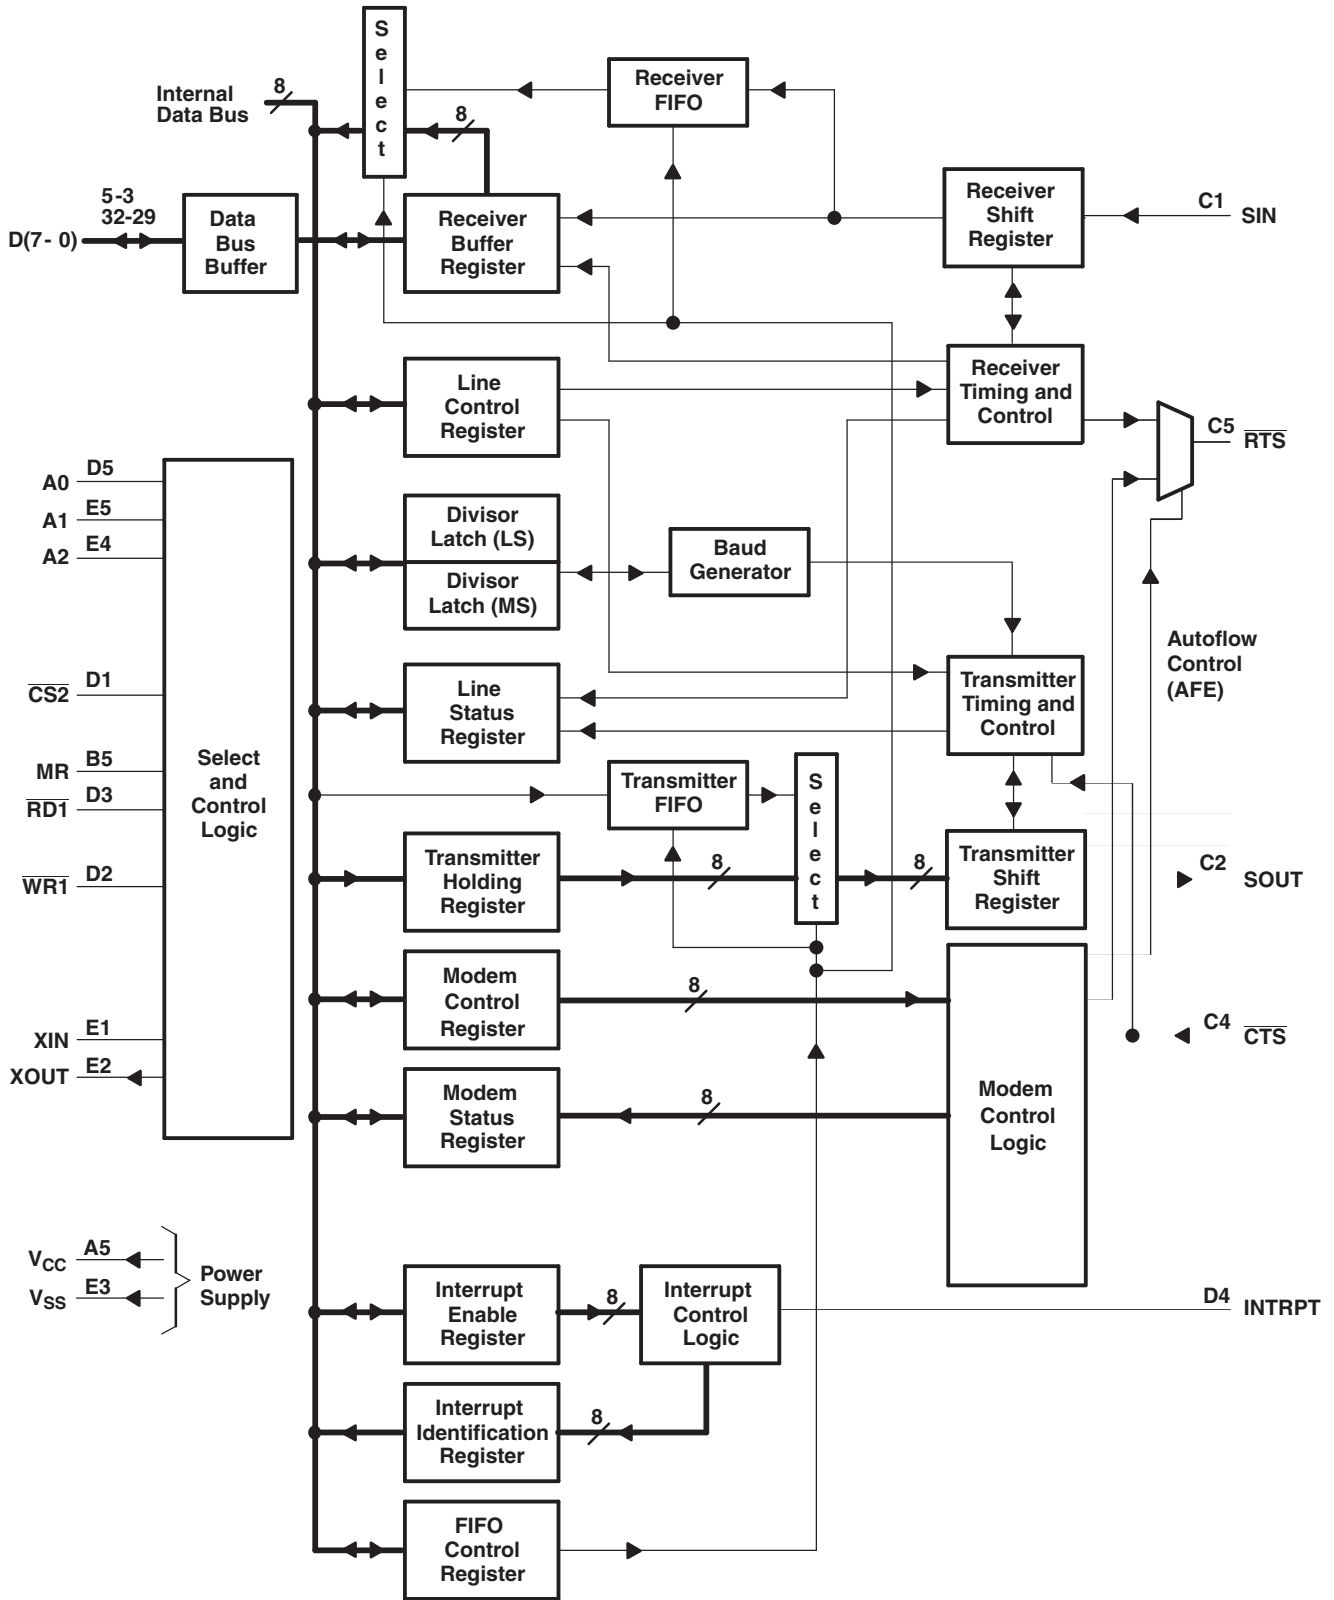 S
e
l
e
c
t
Internal
Data Bus
8
8
Receiver
FIFO
5-3
32-29
D(7- 0)
Data
Bus
Buffer
Receiver
Buffer
Register
Receiver
Shift
Register
C1
SIN
Line
Control
Register
Receiver
Timing and
Control
C5
RTS
A0
D5
A1
E5
A2
E4
Divisor
Latch (LS)
Divisor
Latch (MS)
Baud
Generator
Autoflow
Control
(AFE)
CS2
D1
Line
Status
Register
Transmitter
Timing and
Control
MR
B5
RD1
D3
WR1
D2
Select
and
Control
Logic
Transmitter
FIFO
S
e
l
e
c
t
Transmitter
Holding
Register
8
8
Transmitter
Shift
Register
C2
SOUT
Modem
Control
Register
8
C4
CTS
XIN
E1
XOUT
E2
Modem
Status
Register
8
Modem
Control
Logic
VCC
A5
VSS
E3
Power
Supply
Interrupt
Enable
Register
8
Interrupt
Control
Logic
D4
INTRPT
Interrupt
Identification
Register
8
FIFO
Control
Register